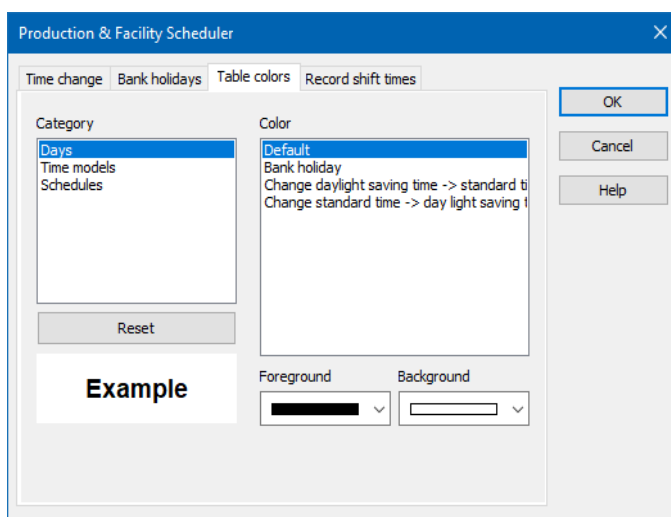 Production & Facility Scheduler
Time change
Bank holidays
Table colors
Record shift times
OK
Cancel
Help
Category
Days
Time models
Schedules
Reset
Example
Color
Default
Bank holiday
Change daylight saving time -> standard ti
Change standard time -> day light saving t
Foreground
Background